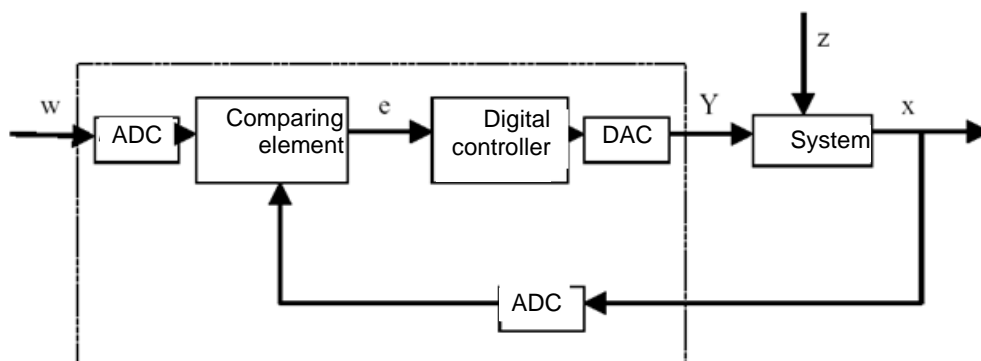 z
w
ADC
Comparing
element
e
Digital
controller
DAC
Y
System
x
ADC